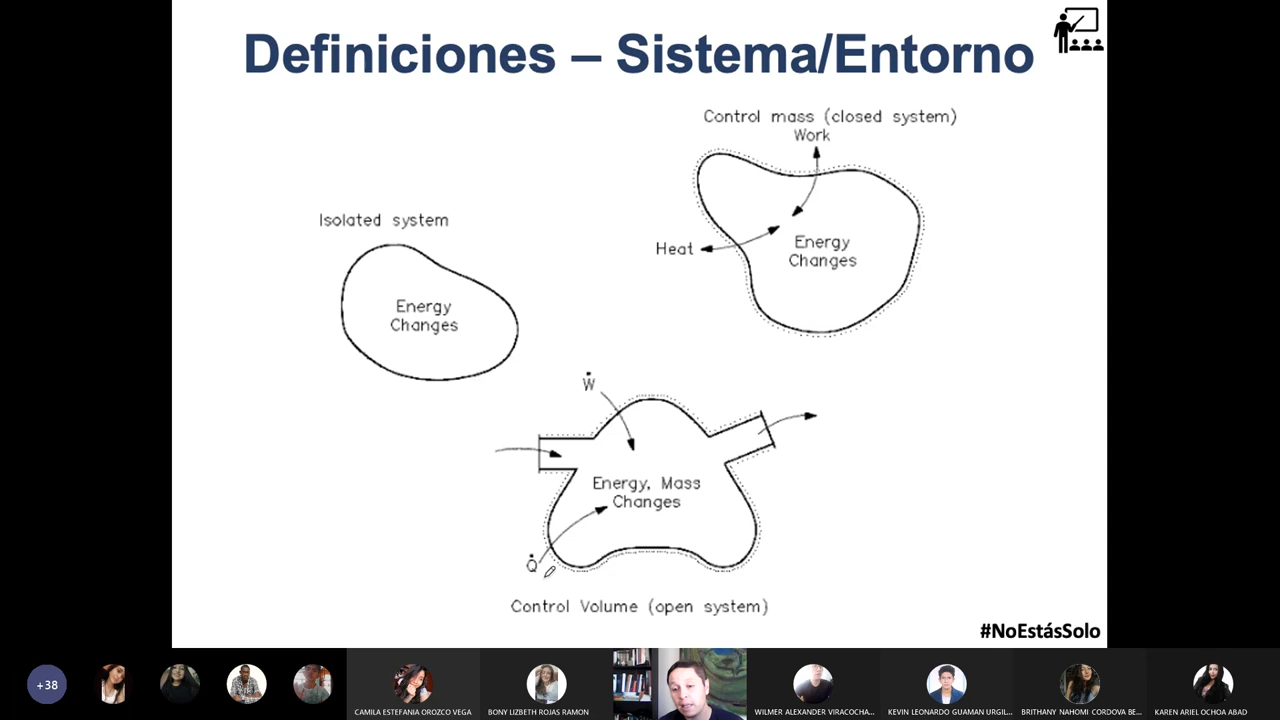 Definiciones – Sistema/Entorno
Control mass (closed system)
Work
Isolated system
Heat
Energy
Changes
Energy
Changes
Ẇ
Energy, Mass
Changes
Q̇
Control Volume (open system)
#NoEstásSolo
+38
CAMILA ESTEFANIA OROZCO VEGA
BONY LIZBETH ROJAS RAMON
WILMER ALEXANDER VIRACOCHA...
KEVIN LEONARDO GUAMAN URGIL...
BRITHANY NAHOMI CORDOVA BE...
KAREN ARIEL OCHOA ABAD